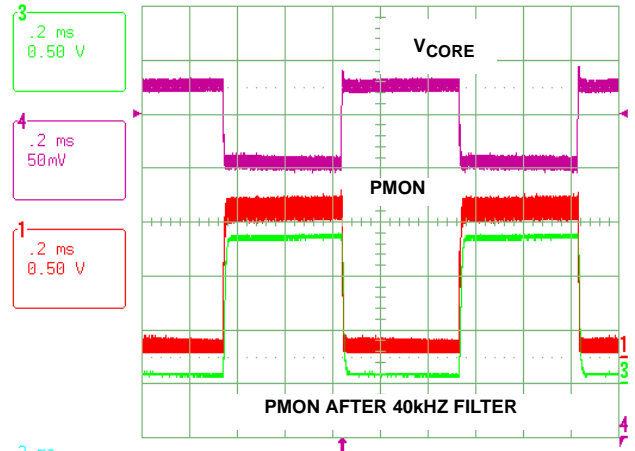 3
.2 ms
0.50 V
4
.2 ms
50mV
1
.2 ms
0.50 V
VCORE
PMON
PMON AFTER 40kHZ FILTER
1
3
4